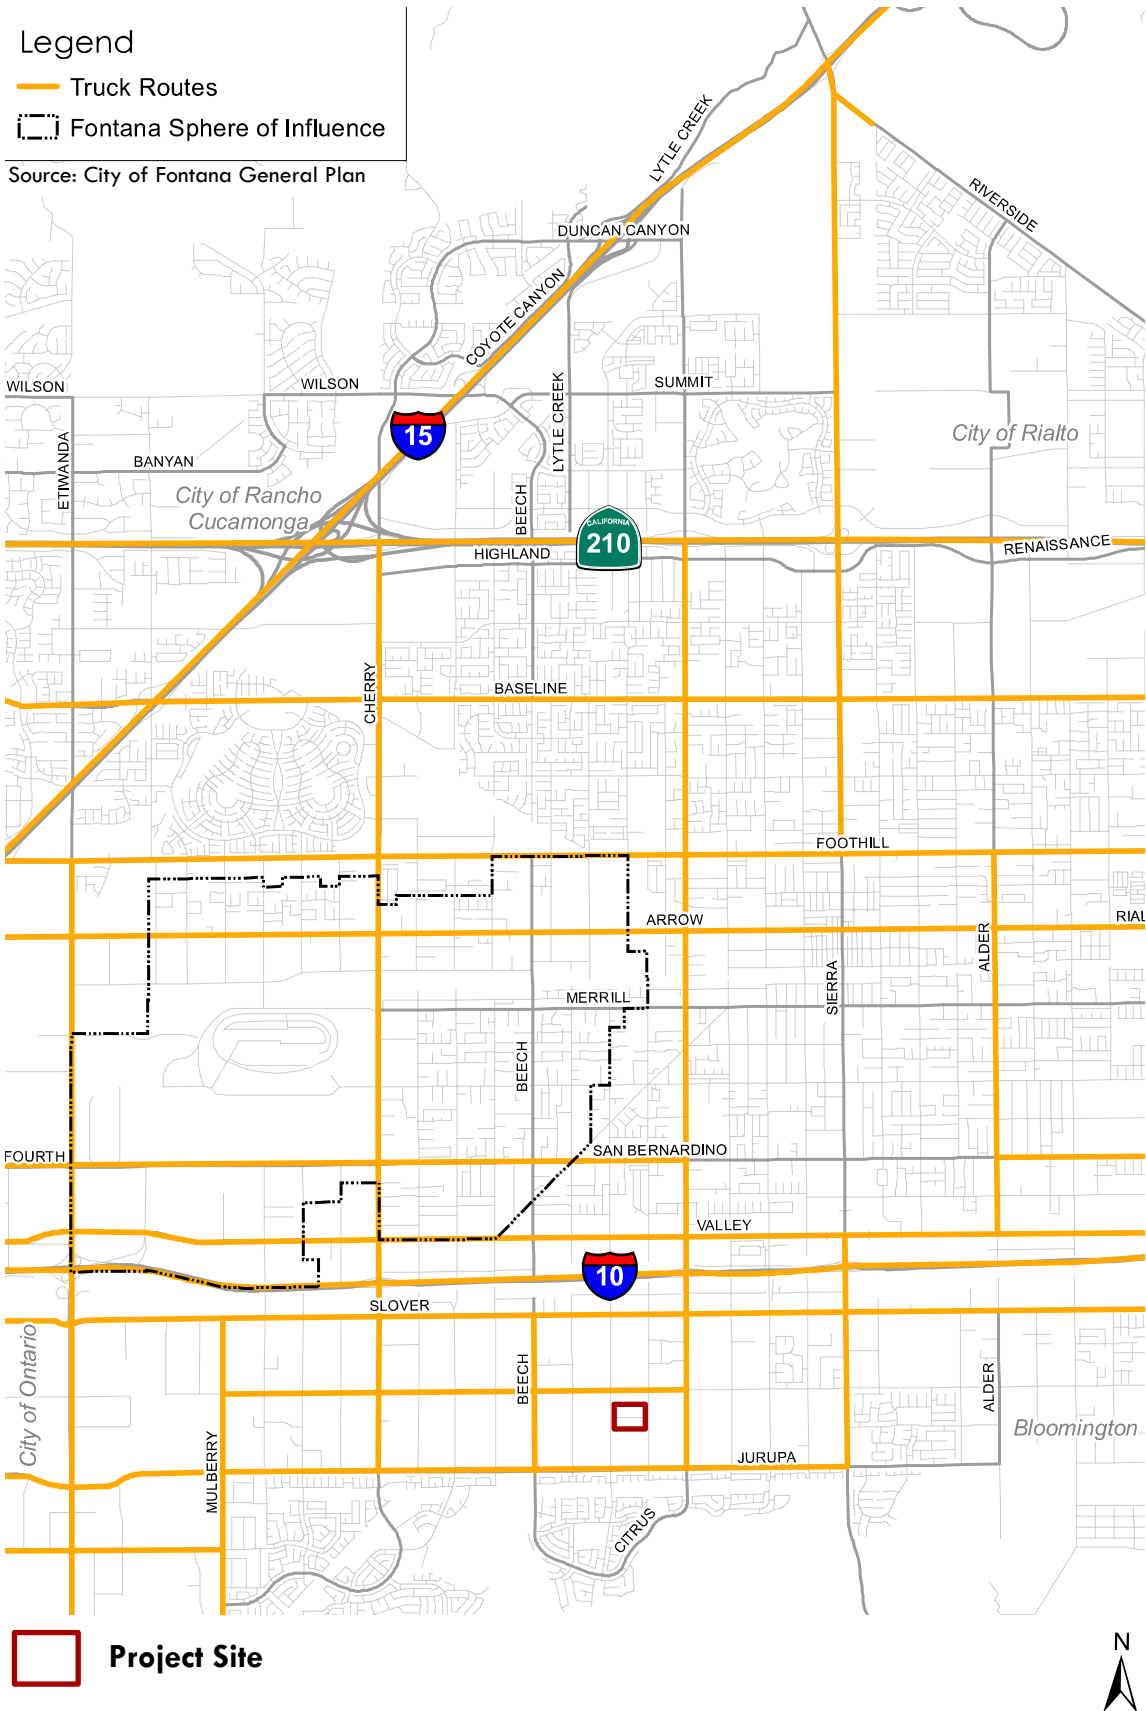 Legend
Truck Routes
Fontana Sphere of Influence
Source: City of Fontana General Plan
LYTLE CREEK
RIVERSIDE
DUNCAN CANYON
COYOTE CANYON
WILSON
WILSON
SUMMIT
LYTLE CREEK
15
City of Rialto
ETIWANDA
BANYAN
City of Rancho
Cucamonga
BEECH
CALIFORNIA
210
HIGHLAND
RENAISSANCE
CHERRY
BASELINE
FOOTHILL
ARROW
RIAL
ALDER
SIERRA
MERRILL
BEECH
FOURTH
SAN BERNARDINO
VALLEY
10
SLOVER
City of Ontario
BEECH
ALDER
Bloomington
MULBERRY
JURUPA
CITRUS
Project Site
N